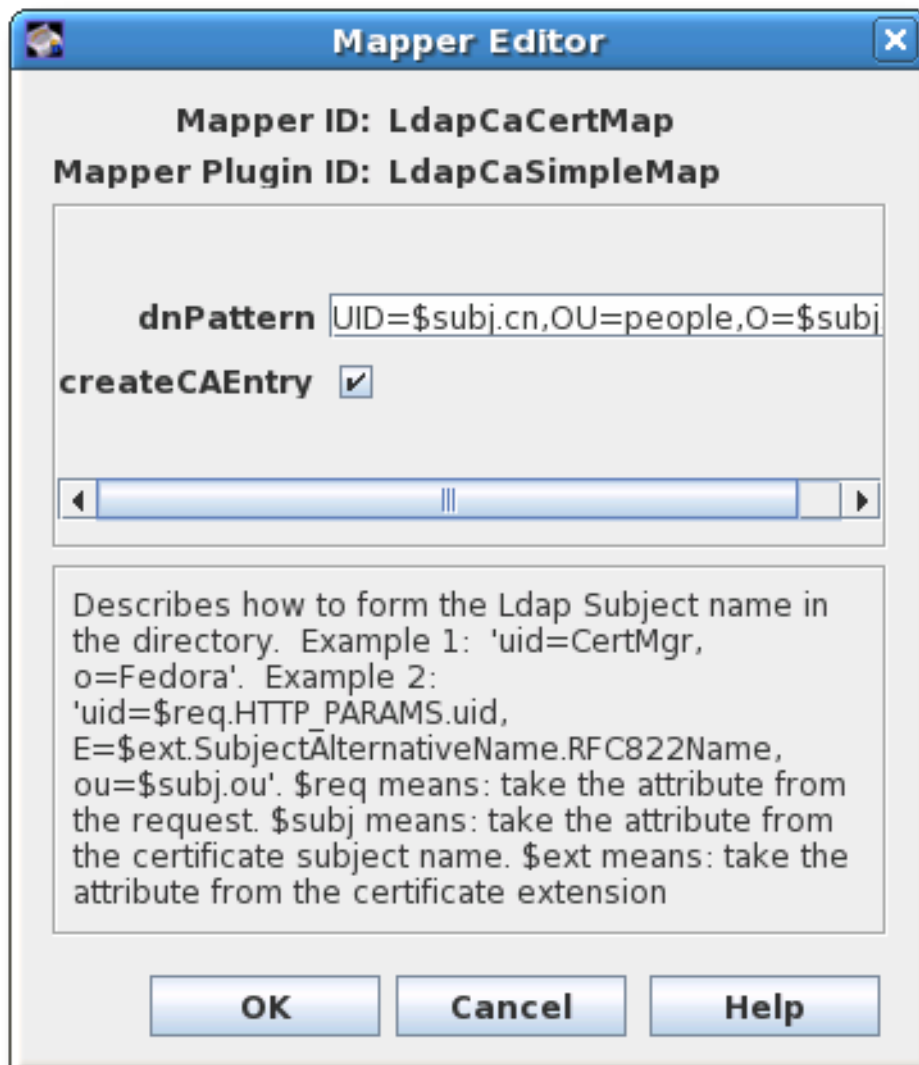 Mapper Editor
Mapper ID: LdapCaCertMap
Mapper Plugin ID: LdapCaSimpleMap
dnPattern UID=$subj.cn,OU=people,O=$subj
createCAEntry
Describes how to form the Ldap Subject name in
the directory.  Example 1:  'uid=CertMgr,
o=Fedora'.  Example 2:
'uid=$req.HTTP_PARAMS.uid,
E=$ext.SubjectAlternativeName.RFC822Name,
ou=$subj.ou'. $req means: take the attribute from
the request. $subj means: take the attribute from
the certificate subject name. $ext means: take the
attribute from the certificate extension
OK Cancel Help